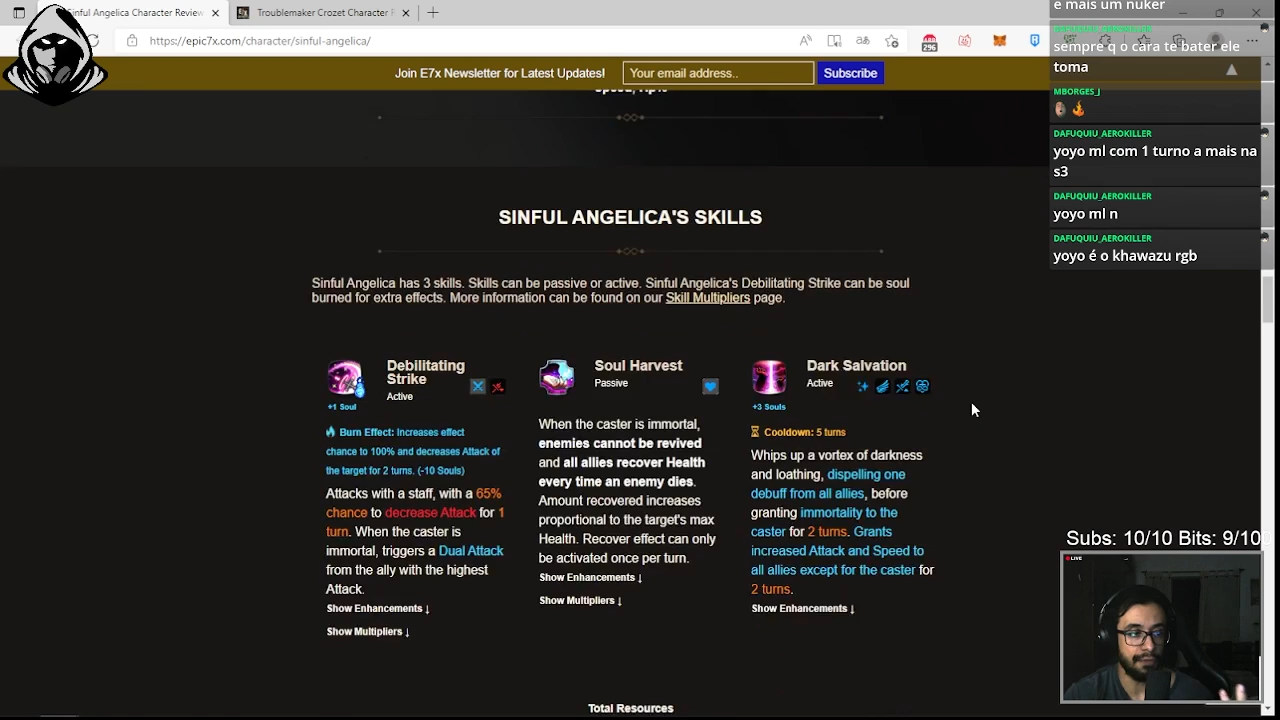 Sinful Angelica Character Review
Troublemaker Crozet Character R
https://epic7x.com/character/sinful-angelica/
296
Join E7x Newsletter for Latest Updates!
Your email address..
Subscribe
SINFUL ANGELICA'S SKILLS
Sinful Angelica has 3 skills. Skills can be passive or active. Sinful Angelica's Debilitating Strike can be soul
burned for extra effects. More information can be found on our Skill Multipliers page.
Debilitating
Strike
Active
+1 Soul
Burn Effect: Increases effect
chance to 100% and decreases Attack of
the target for 2 turns. (-10 Souls)
Attacks with a staff, with a 65%
chance to decrease Attack for 1
turn. When the caster is
immortal, triggers a Dual Attack
from the ally with the highest
Attack.
Show Enhancements ↓
Show Multipliers ↓
Soul Harvest
Passive
When the caster is immortal,
enemies cannot be revived
and all allies recover Health
every time an enemy dies.
Amount recovered increases
proportional to the target's max
Health. Recover effect can only
be activated once per turn.
Show Enhancements ↓
Show Multipliers ↓
Dark Salvation
Active
+3 Souls
Cooldown: 5 turns
Whips up a vortex of darkness
and loathing, dispelling one
debuff from all allies, before
granting immortality to the
caster for 2 turns. Grants
increased Attack and Speed to
all allies except for the caster for
2 turns.
Show Enhancements ↓
Total Resources
e mais um nuker
sempre q o cara te bater ele
toma
MBORGES_J
DAFUQUIU_AEROKILLER
yoyo ml com 1 turno a mais na
s3
DAFUQUIU_AEROKILLER
yoyo ml n
DAFUQUIU_AEROKILLER
yoyo é o khawazu rgb
Subs: 10/10 Bits: 9/100
LIVE